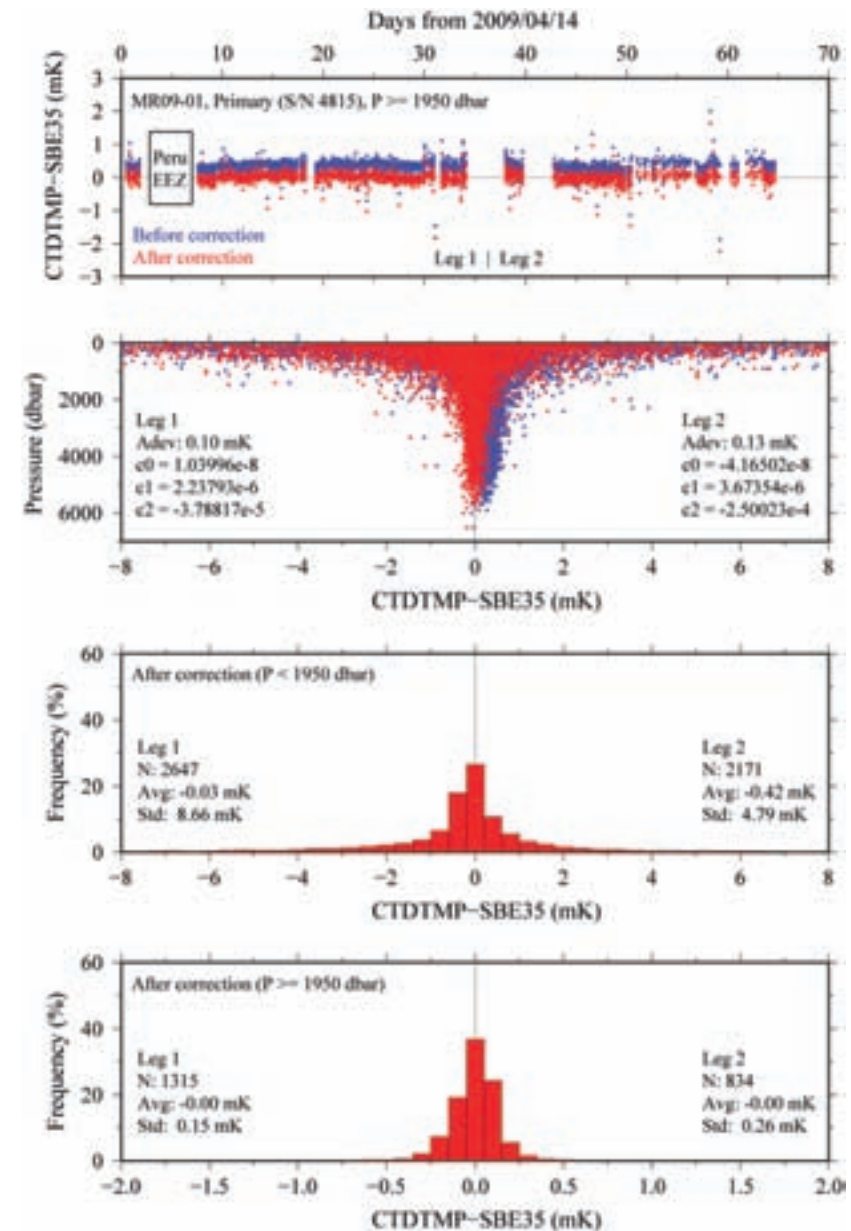 Days from 2009/04/14
0 10 20 30 40 50 60 70
CTDTMP−SBE35 (mK)
3
2
1
0
−1
−2
−3
MR09-01, Primary (S/N 4815), P >= 1950 dbar
Peru
EEZ
Before correction
After correction
Leg 1 | Leg 2
Pressure (dbar)
0
2000
4000
6000
Leg 1
Adev: 0.10 mK
c0 = 1.03996e-8
c1 = 2.23793e-6
c2 = -3.78817e-5
Leg 2
Adev: 0.13 mK
c0 = -4.16502e-8
c1 = 3.67354e-6
c2 = -2.50023e-4
−8 −6 −4 −2 0 2 4 6 8
CTDTMP−SBE35 (mK)
Frequency (%)
60
40
20
0
After correction (P < 1950 dbar)
Leg 1
N: 2647
Avg: -0.03 mK
Std: 8.66 mK
Leg 2
N: 2171
Avg: -0.42 mK
Std: 4.79 mK
−8 −6 −4 −2 0 2 4 6 8
CTDTMP−SBE35 (mK)
Frequency (%)
60
40
20
0
After correction (P >= 1950 dbar)
Leg 1
N: 1315
Avg: -0.00 mK
Std: 0.15 mK
Leg 2
N: 834
Avg: -0.00 mK
Std: 0.26 mK
−2.0 −1.5 −1.0 −0.5 0.0 0.5 1.0 1.5 2.0
CTDTMP−SBE35 (mK)